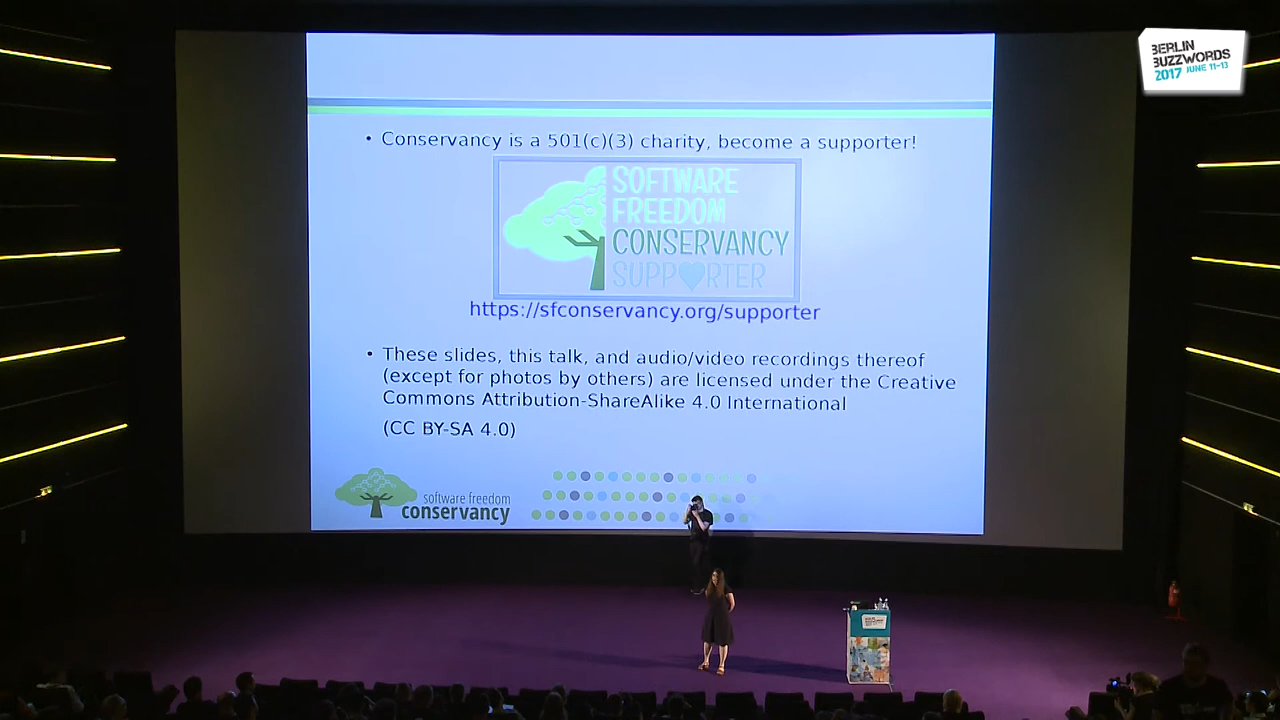 BERLIN
BUZZWORDS
2017 JUNE 11-13
• Conservancy is a 501(c)(3) charity, become a supporter!
SOFTWARE
FREEDOM
CONSERVANCY
SUPPORTER
https://sfconservancy.org/supporter
• These slides, this talk, and audio/video recordings thereof
(except for photos by others) are licensed under the Creative
Commons Attribution-ShareAlike 4.0 International
(CC BY-SA 4.0)
software freedom
conservancy